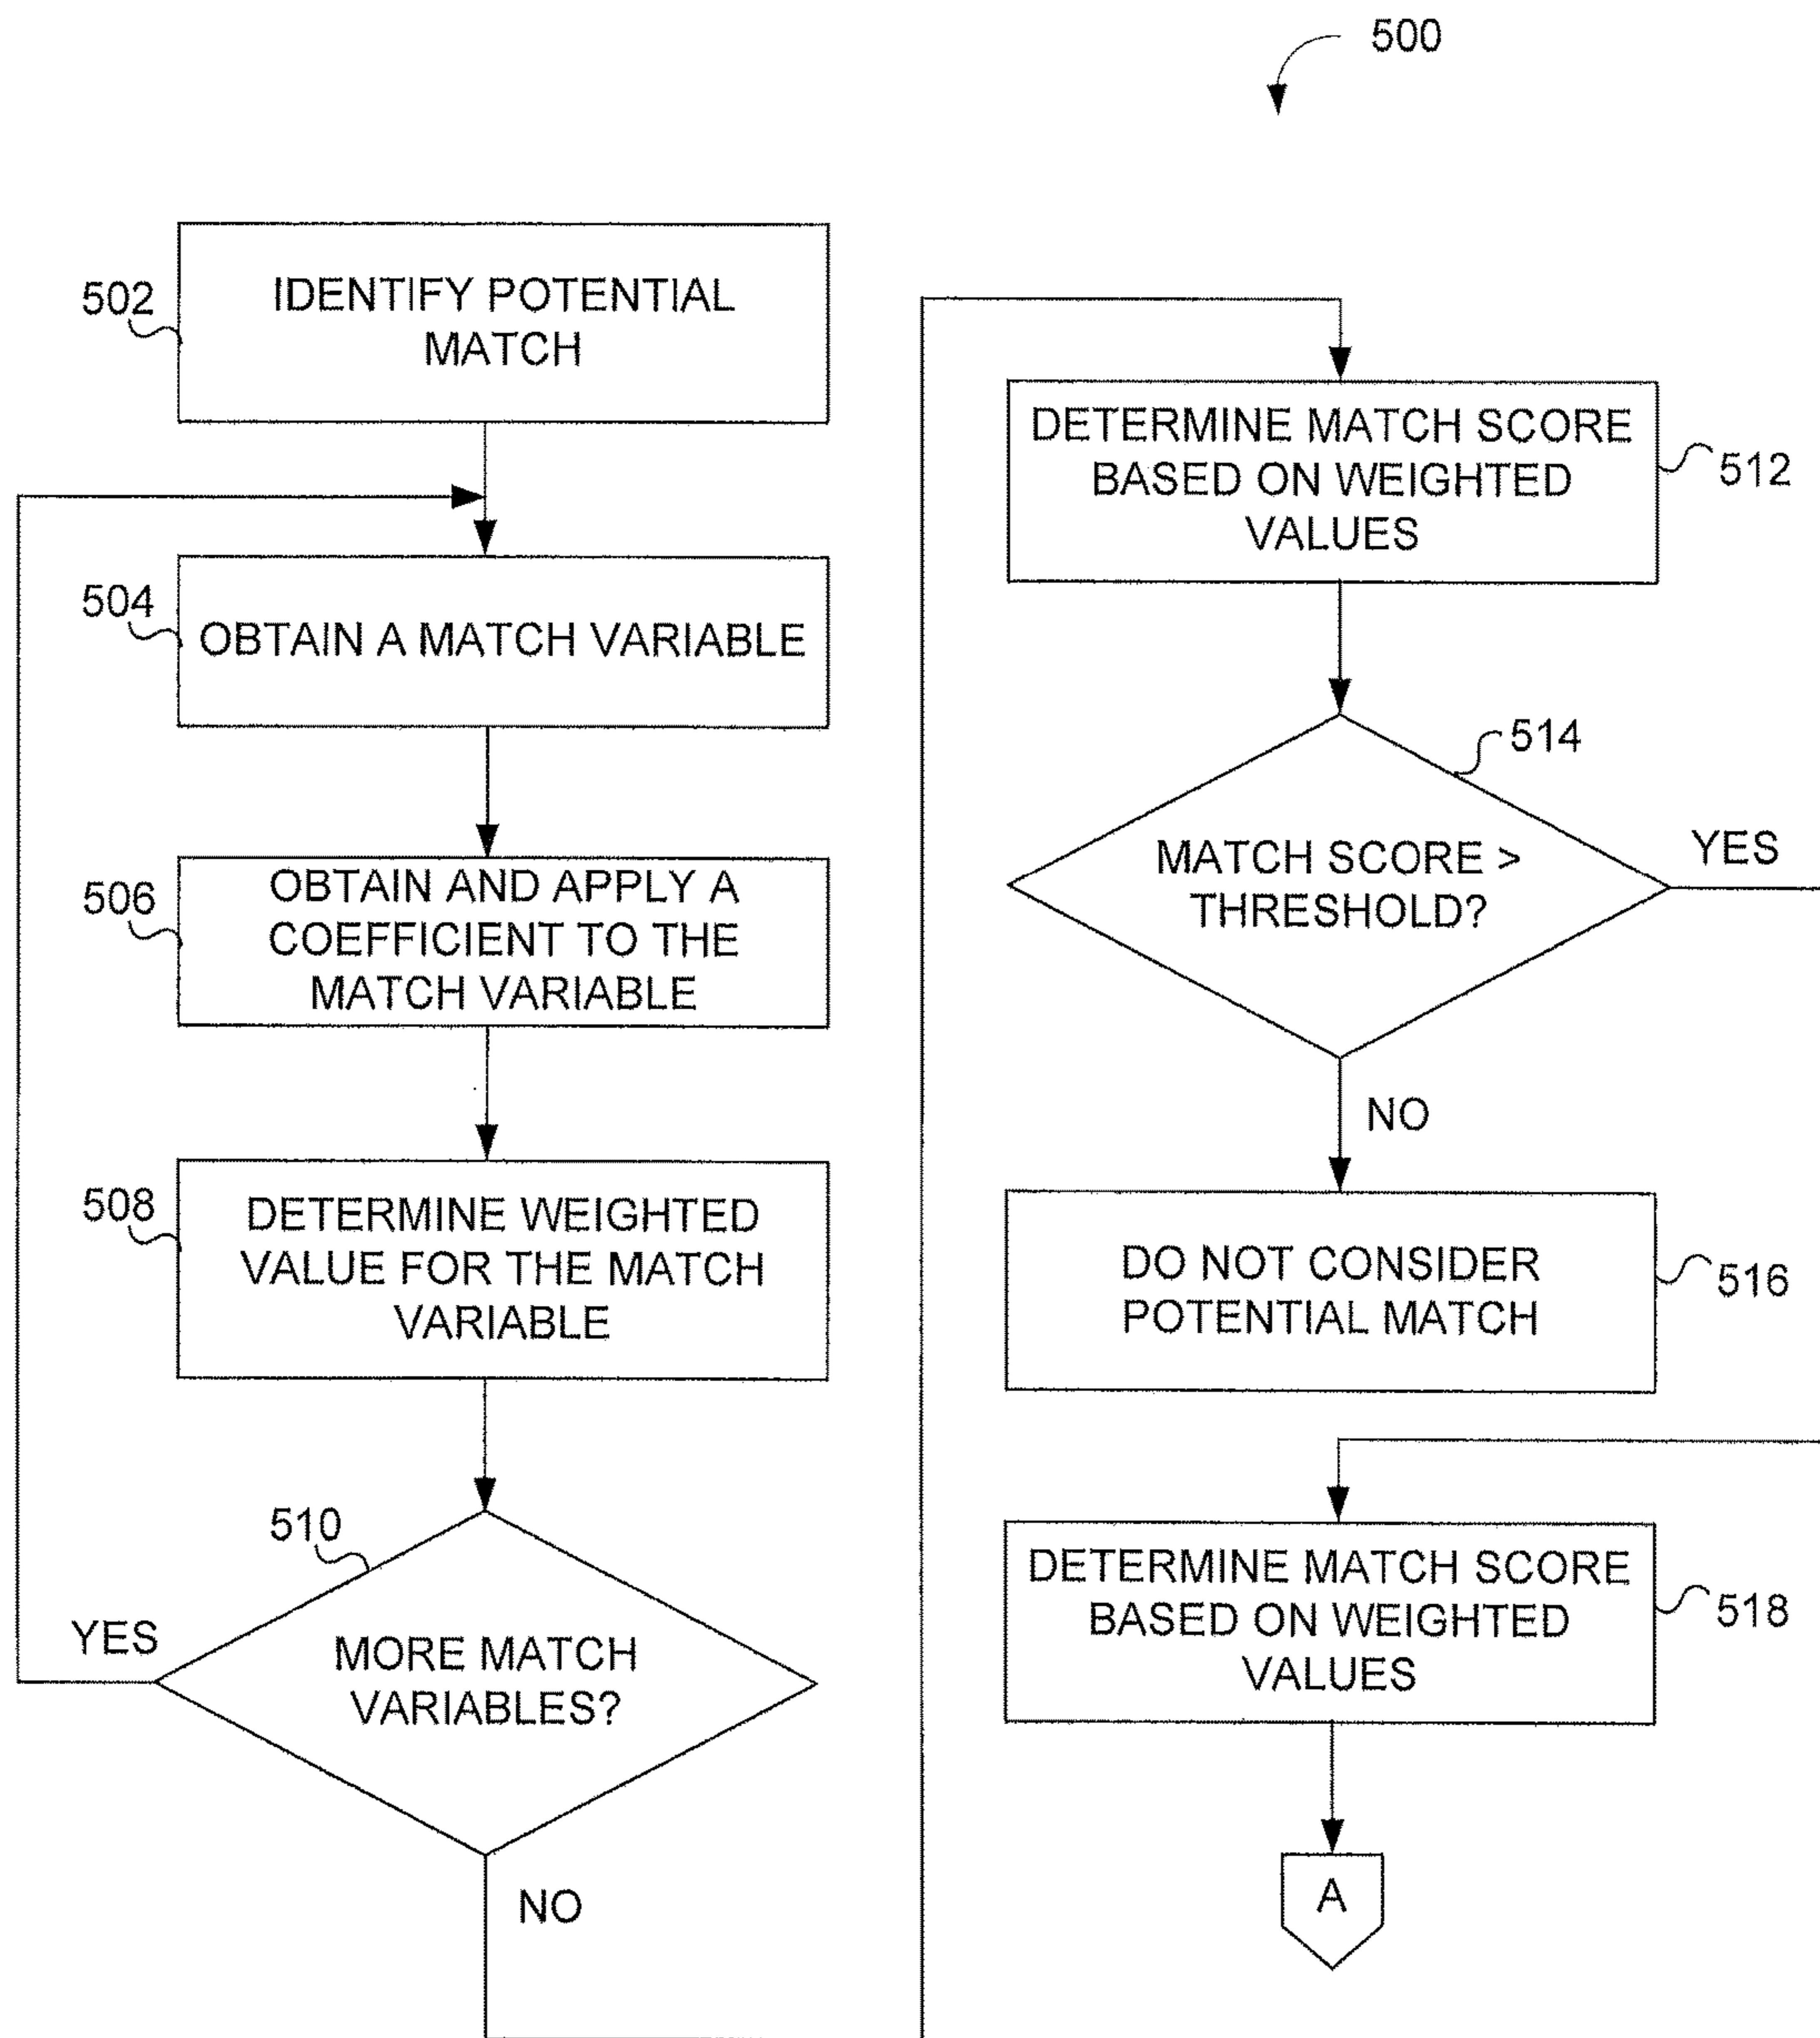 500
502
IDENTIFY POTENTIAL
MATCH
504
OBTAIN A MATCH VARIABLE
506
OBTAIN AND APPLY A
COEFFICIENT TO THE
MATCH VARIABLE
508
DETERMINE WEIGHTED
VALUE FOR THE MATCH
VARIABLE
510
YES
MORE MATCH
VARIABLES?
NO
DETERMINE MATCH SCORE
BASED ON WEIGHTED
VALUES
512
514
MATCH SCORE >
THRESHOLD?
YES
NO
DO NOT CONSIDER
POTENTIAL MATCH
516
DETERMINE MATCH SCORE
BASED ON WEIGHTED
VALUES
518
A